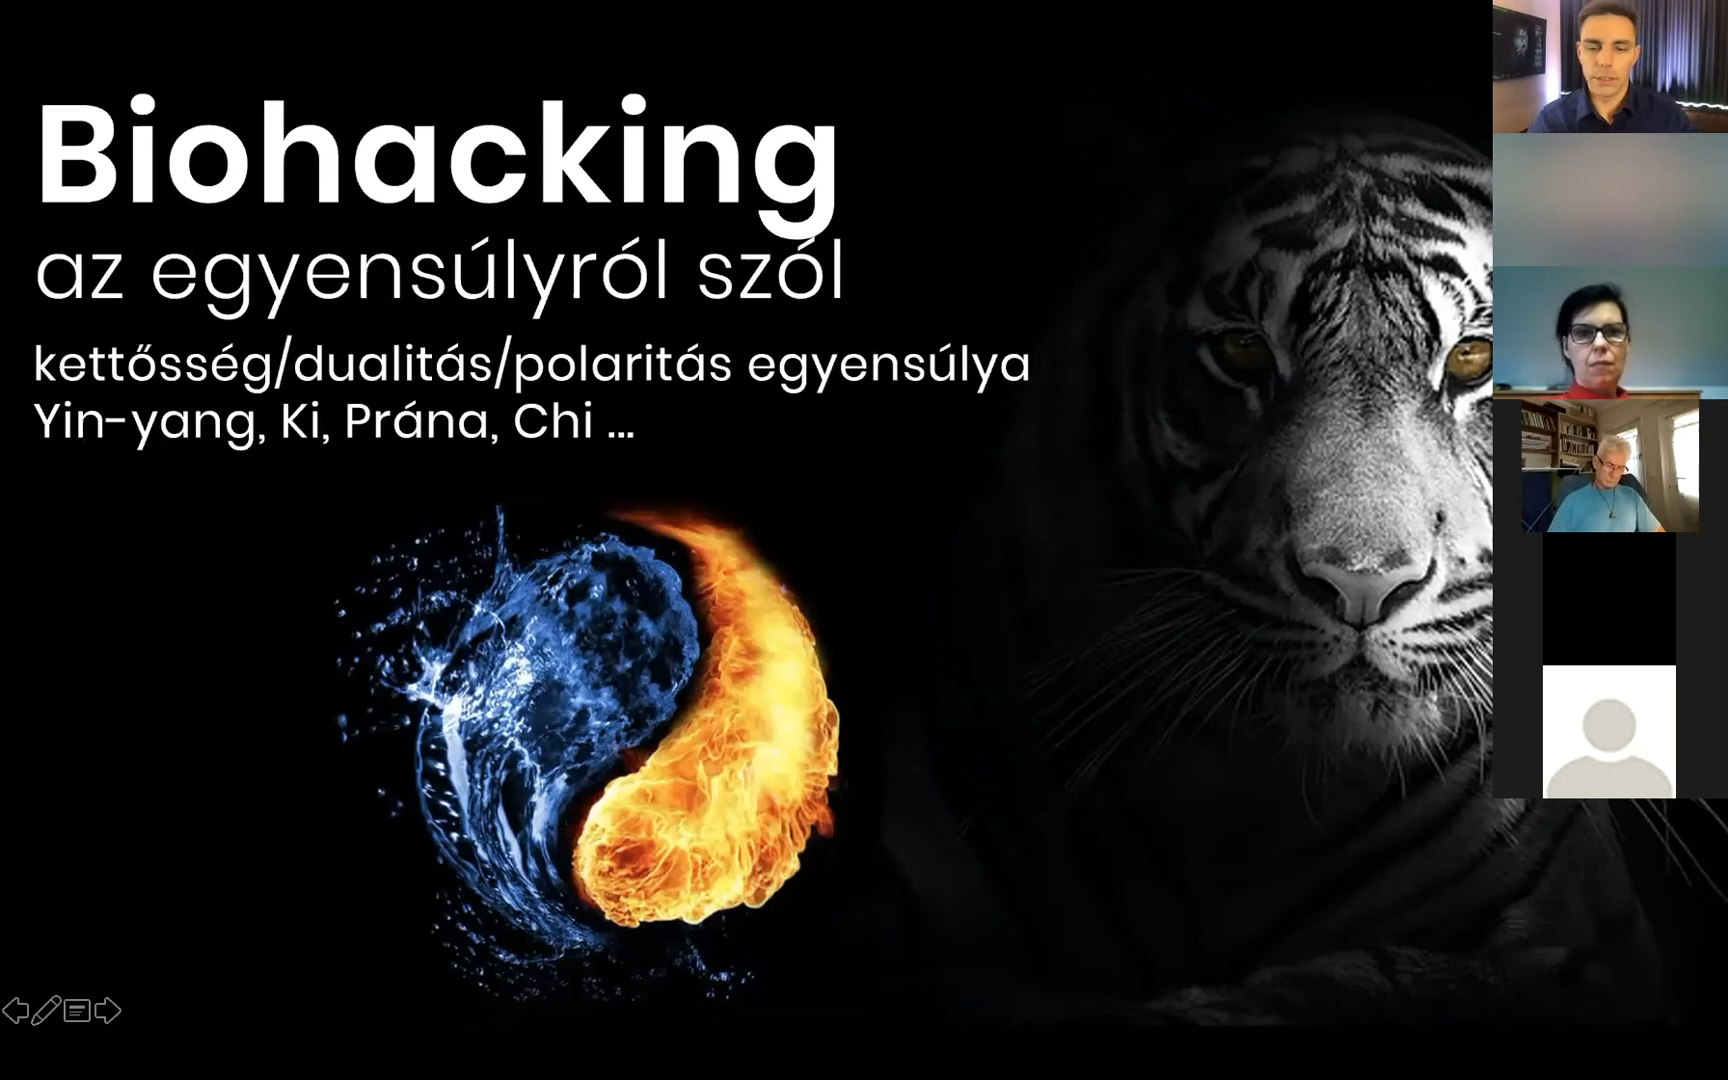 Biohacking
az egyensúlyról szól
kettősség/dualitás/polaritás egyensúlya
Yin-yang, Ki, Prána, Chi ...